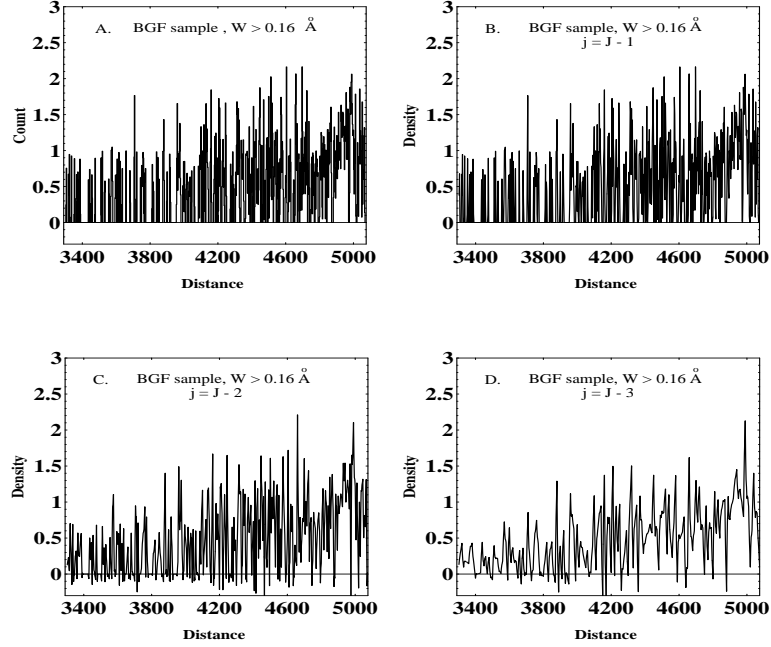 3
A. BGF sample , W > 0.16 Å
2.5
2
1.5
1
0.5
0
Count
3400 3800 4200 4600 5000
Distance
3
B. BGF sample, W > 0.16 Å
j = J - 1
2.5
2
1.5
1
0.5
0
Density
3400 3800 4200 4600 5000
Distance
3
C. BGF sample, W > 0.16 Å
j = J - 2
2.5
2
1.5
1
0.5
0
Density
3400 3800 4200 4600 5000
Distance
3
D. BGF sample, W > 0.16 Å
j = J - 3
2.5
2
1.5
1
0.5
0
Density
3400 3800 4200 4600 5000
Distance